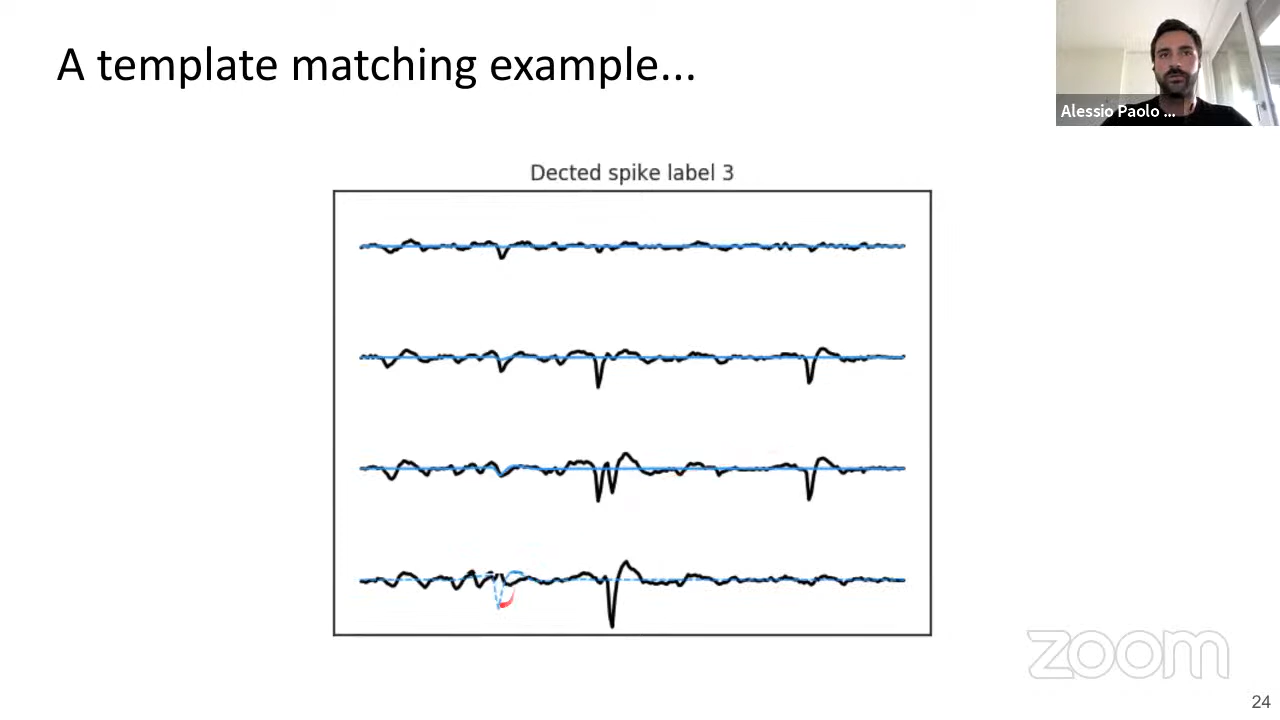 A template matching example...
Alessio Paolo ...
Dected spike label 3
zoom
24